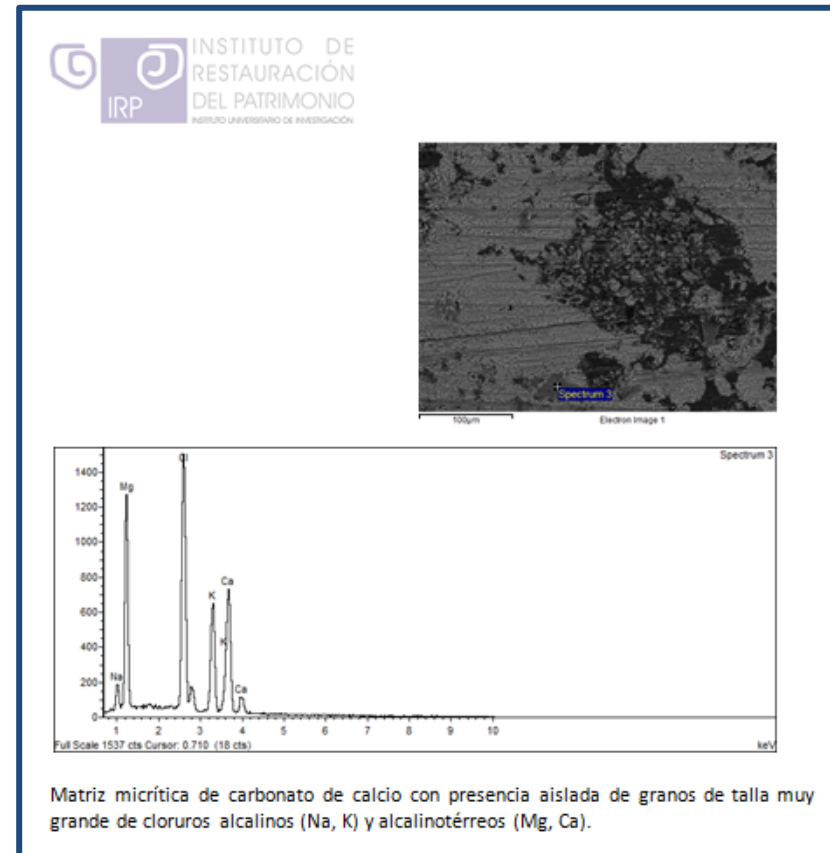 INSTITUTO DE
RESTAURACIÓN
DEL PATRIMONIO
INSTITUTO UNIVERSITARIO DE INVESTIGACIÓN
IRP
Spectrum 3
100µm
Electron Image 1
Spectrum 3
1400
1200
1000
800
600
400
200
0
Mg
Cl
Ca
K
K
Na
Ca
1 2 3 4 5 6 7 8 9 10
Full Scale 1537 cts Cursor: 0.710 (18 cts)
keV
Matriz micrítica de carbonato de calcio con presencia aislada de granos de talla muy
grande de cloruros alcalinos (Na, K) y alcalinotérreos (Mg, Ca).